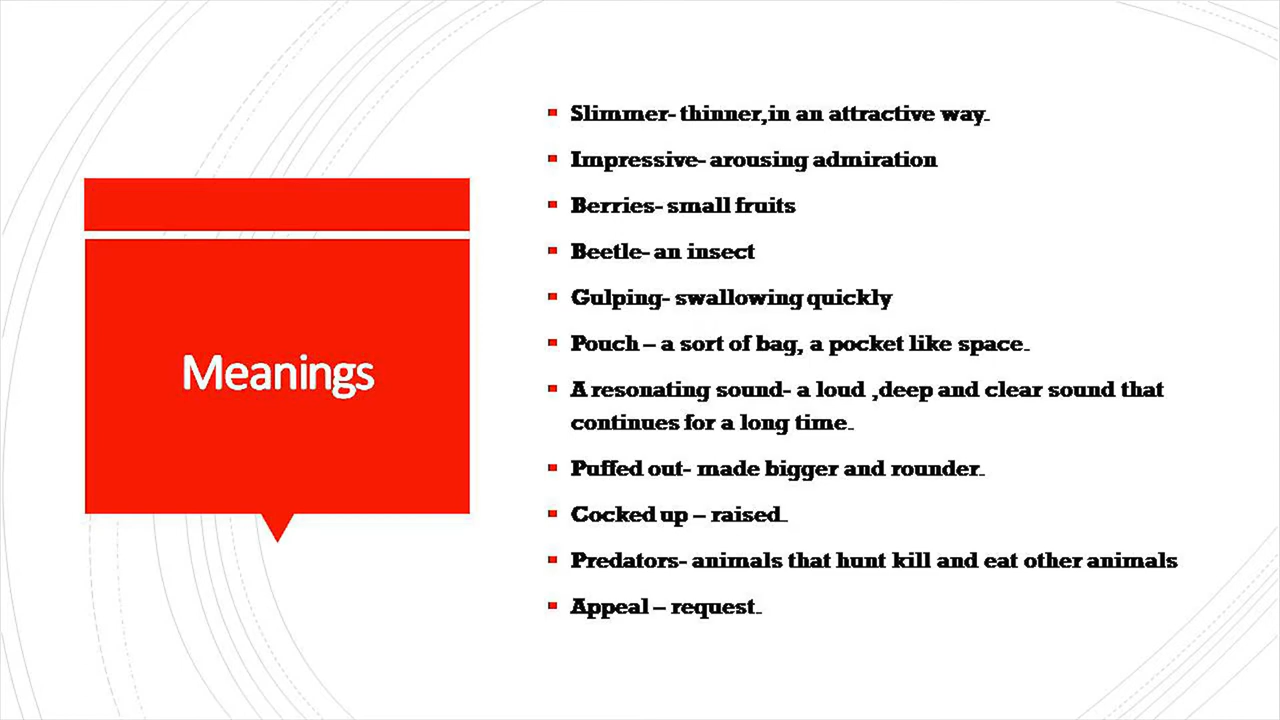 Meanings
Slimmer- thinner,in an attractive way.
Impressive- arousing admiration
Berries- small fruits
Beetle- an insect
Gulping- swallowing quickly
Pouch – a sort of bag, a pocket like space.
A resonating sound- a loud ,deep and clear sound that
continues for a long time.
Puffed out- made bigger and rounder.
Cocked up – raised.
Predators- animals that hunt kill and eat other animals
Appeal – request.